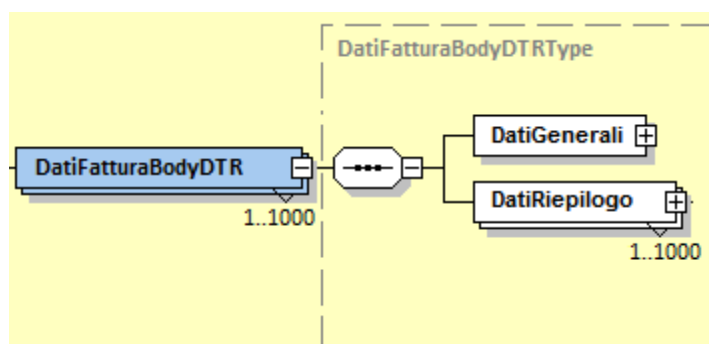 DatiFatturaBodyDTRType
DatiGenerali
DatiFatturaBodyDTR
DatiRiepilogo
1..1000
1..1000